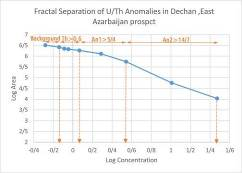 Fractal Separation of U/Th Anomalies in Dechan ,East
Azarbaijan prospct
Background Th>0.6
An1>5/4
An2>14/7
7
6/5
6
5/5
5
4/5
4
3/5
3
-0/4
-0/2
0
0/2
0/4
0/6
0/8
1
1/2
1/4
1/6
Log Area
Log Concentration